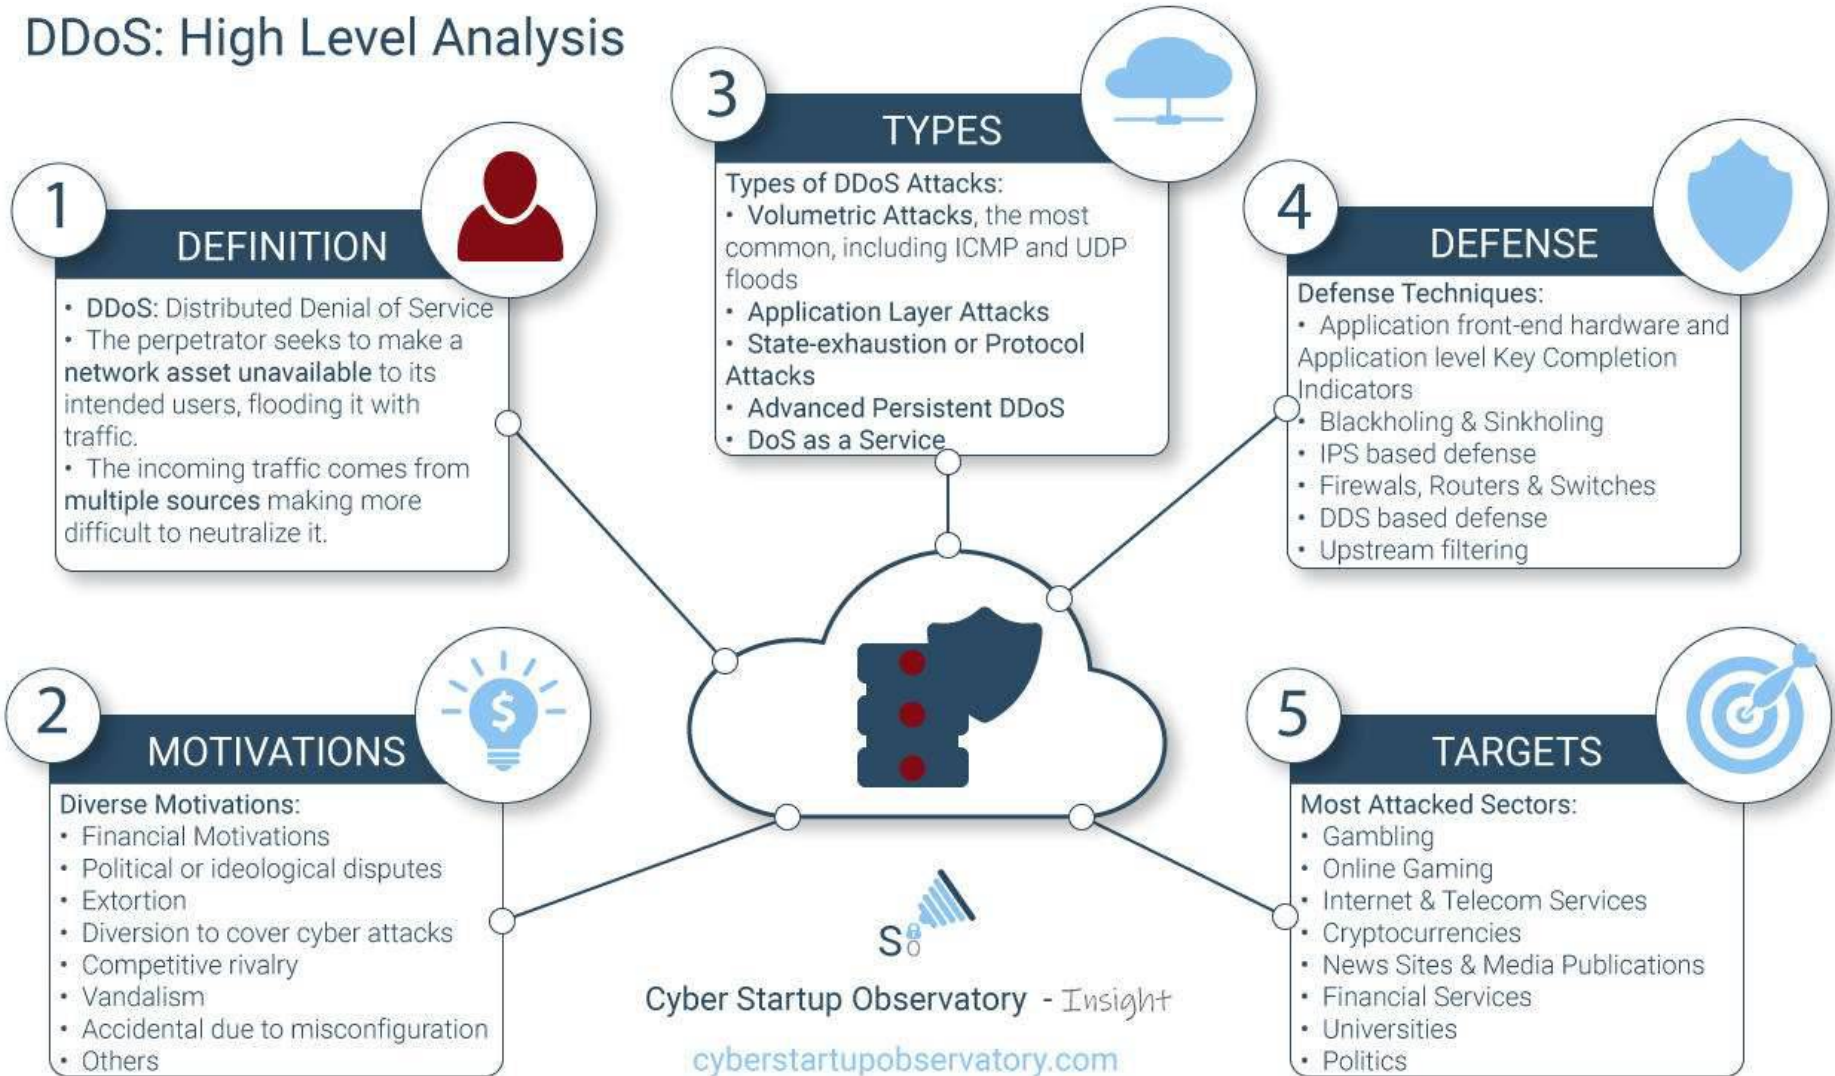 DDoS: High Level Analysis
1
DEFINITION
• DDoS: Distributed Denial of Service
• The perpetrator seeks to make a
network asset unavailable to its
intended users, flooding it with
traffic.
• The incoming traffic comes from
multiple sources making more
difficult to neutralize it.
2
MOTIVATIONS
$
Diverse Motivations:
• Financial Motivations
• Political or ideological disputes
• Extortion
• Diversion to cover cyber attacks
• Competitive rivalry
• Vandalism
• Accidental due to misconfiguration
• Others
3
TYPES
Types of DDoS Attacks:
• Volumetric Attacks, the most
common, including ICMP and UDP
floods
• Application Layer Attacks
• State-exhaustion or Protocol
Attacks
• Advanced Persistent DDoS
• DoS as a Service
4
DEFENSE
Defense Techniques:
• Application front-end hardware and
Application level Key Completion
Indicators
• Blackholing & Sinkholing
• IPS based defense
• Firewals, Routers & Switches
• DDS based defense
• Upstream filtering
5
TARGETS
Most Attacked Sectors:
• Gambling
• Online Gaming
• Internet & Telecom Services
• Cryptocurrencies
• News Sites & Media Publications
• Financial Services
• Universities
• Politics
S
Cyber Startup Observatory - Insight
cyberstartupobservatory.com